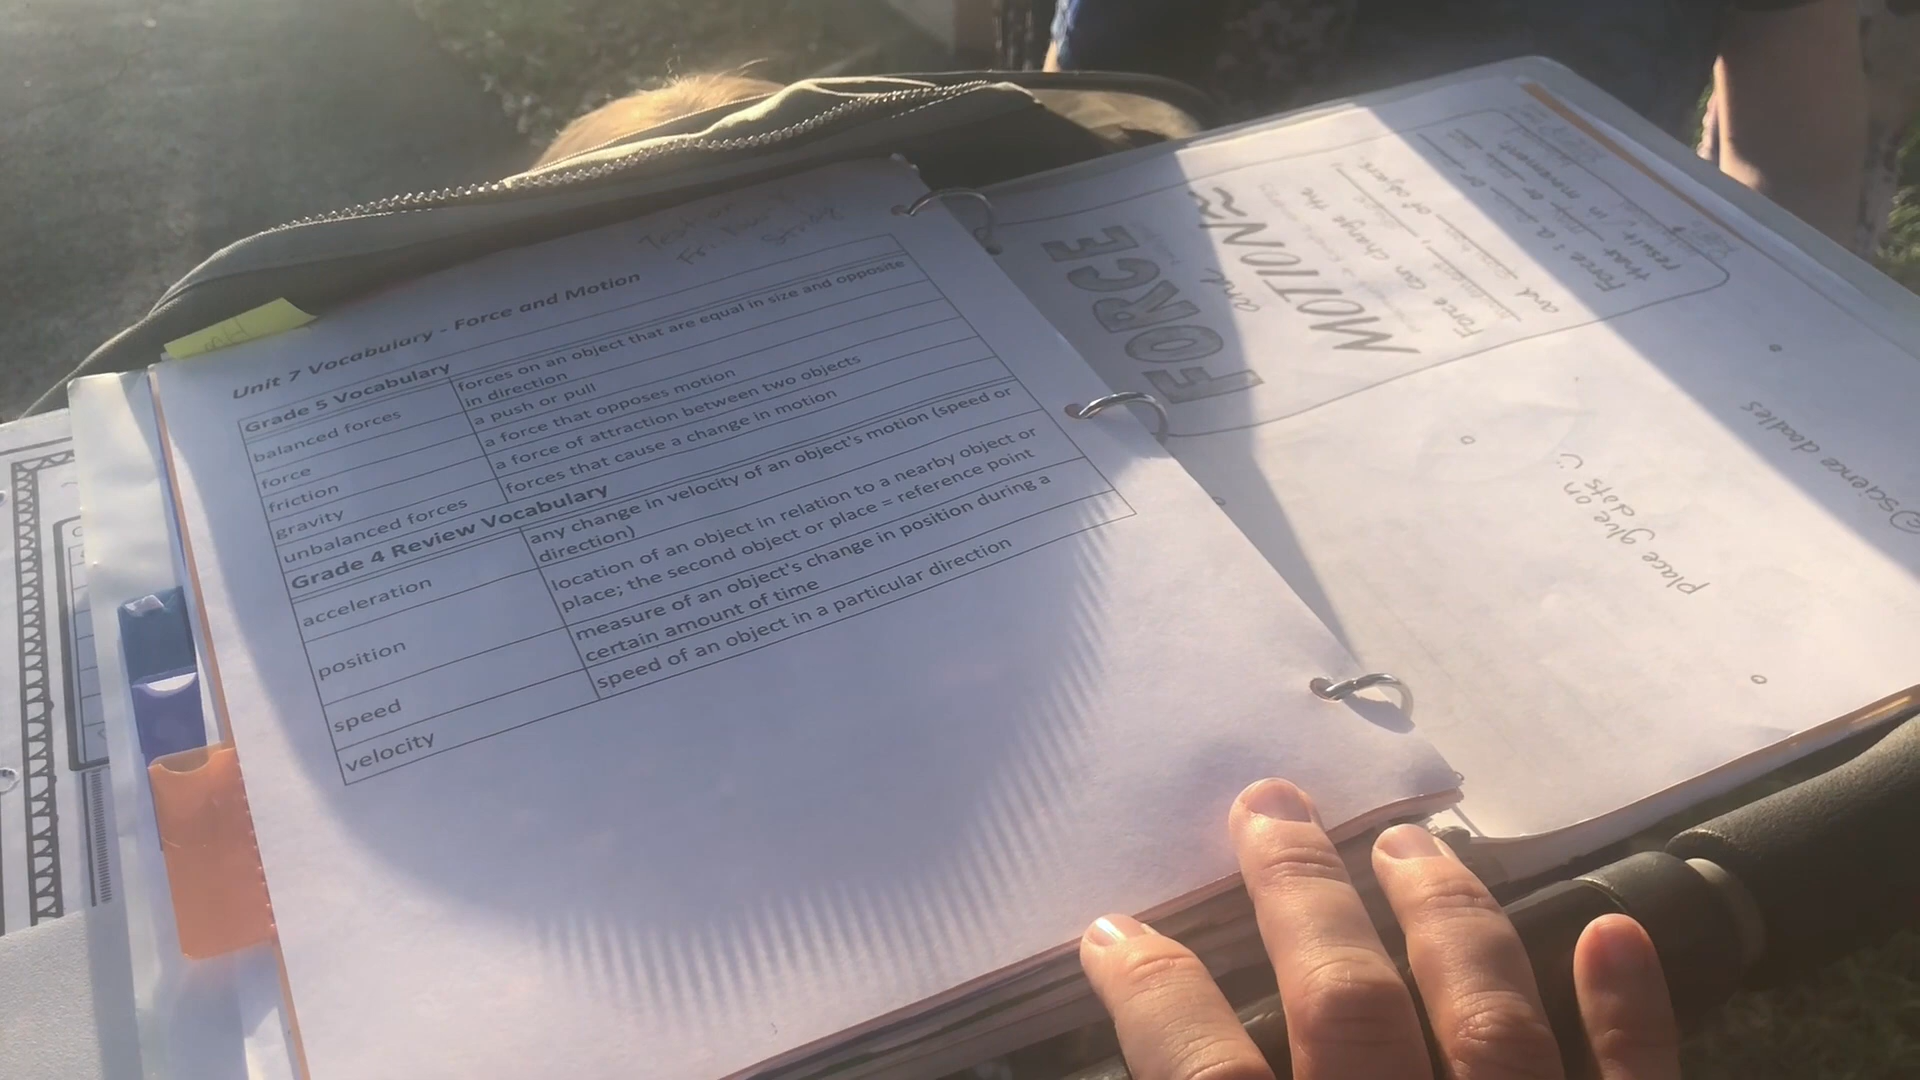 Unit 7 Vocabulary - Force and Motion
Grade 5 Vocabulary
balanced forces
forces on an object that are equal in size and opposite
in direction
force
a push or pull
friction
a force that opposes motion
gravity
a force of attraction between two objects
unbalanced forces
forces that cause a change in motion
Grade 4 Review Vocabulary
acceleration
any change in velocity of an object's motion (speed or
direction)
position
location of an object in relation to a nearby object or
place; the second object or place = reference point
speed
measure of an object's change in position during a
certain amount of time
velocity
speed of an object in a particular direction
FORCE
and
MOTION
Force can change the
of object.
Force : a
that
result in movement
and
place glue on
dots
Science doodles